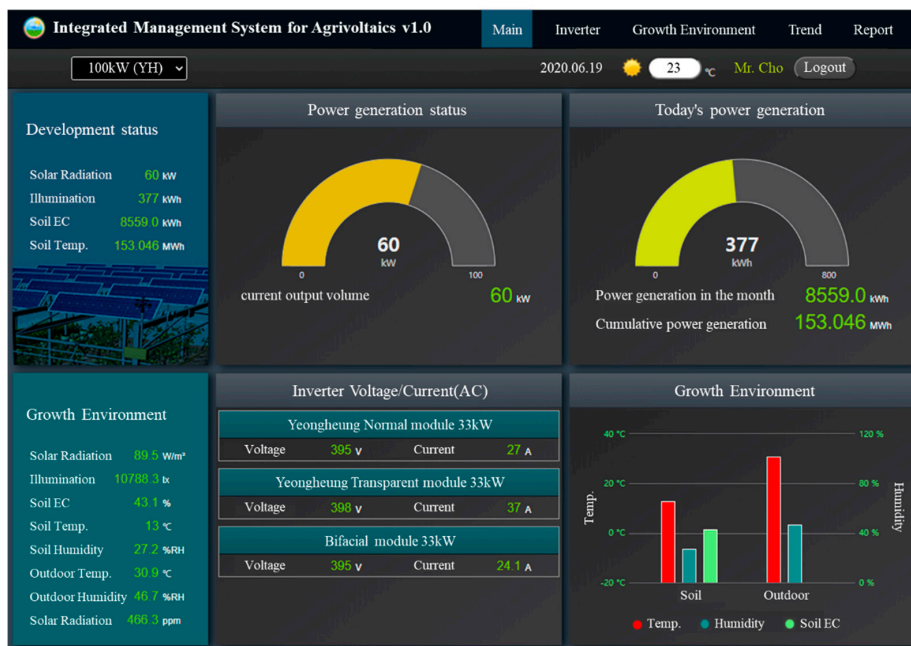 Integrated Management System for Agrivoltaics v1.0
Main Inverter Growth Environment Trend Report
100kW (YH)
2020.06.19 23 ℃ Mr. Cho Logout
Development status
Solar Radiation 60 kW
Illumination 377 kWh
Soil EC 8559.0 kWh
Soil Temp. 153.046 MWh
Power generation status
60
kW
0 100
current output volume 60 kW
Today's power generation
377
kWh
0 800
Power generation in the month 8559.0 kWh
Cumulative power generation 153.046 MWh
Growth Environment
Solar Radiation 89.5 W/m²
Illumination 10788.3 lx
Soil EC 43.1 %
Soil Temp. 13 ℃
Soil Humidity 27.2 %RH
Outdoor Temp. 30.9 ℃
Outdoor Humidity 46.7 %RH
Solar Radiation 466.3 ppm
Inverter Voltage/Current(AC)
Yeongheung Normal module 33kW
Voltage 395 V Current 27 A
Yeongheung Transparent module 33kW
Voltage 398 V Current 37 A
Bifacial module 33kW
Voltage 395 V Current 24.1 A
Growth Environment
40 ℃ 120 %
20 ℃ 80 %
0 ℃ 40 %
-20 ℃ 0 %
Temp.
Humidity
Soil Outdoor
Temp. Humidity Soil EC